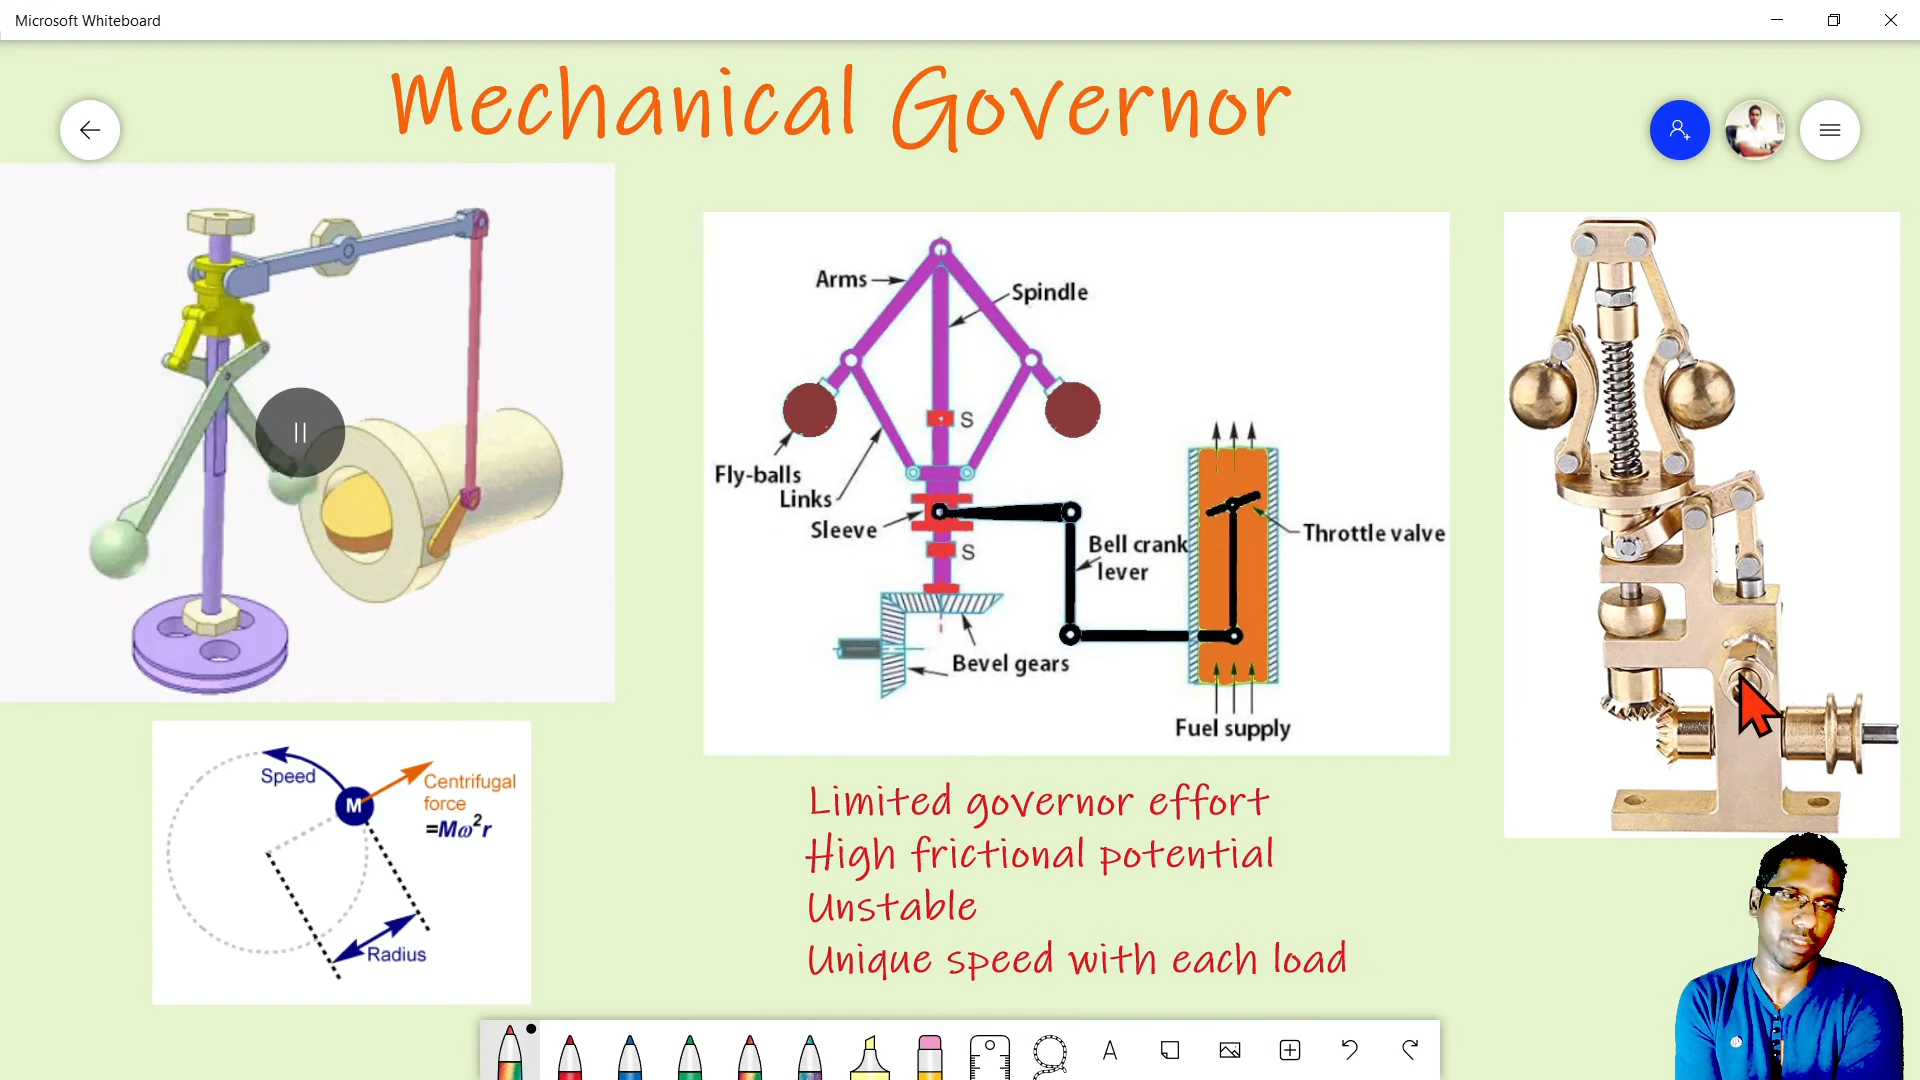 Microsoft Whiteboard
Mechanical Governor
Arms
Spindle
S
Fly-balls
Links
Sleeve
S
Bell crank
lever
Throttle valve
Bevel gears
Fuel supply
Speed
M
Centrifugal
force
=Mω²r
Radius
Limited governor effort
High frictional potential
Unstable
Unique speed with each load